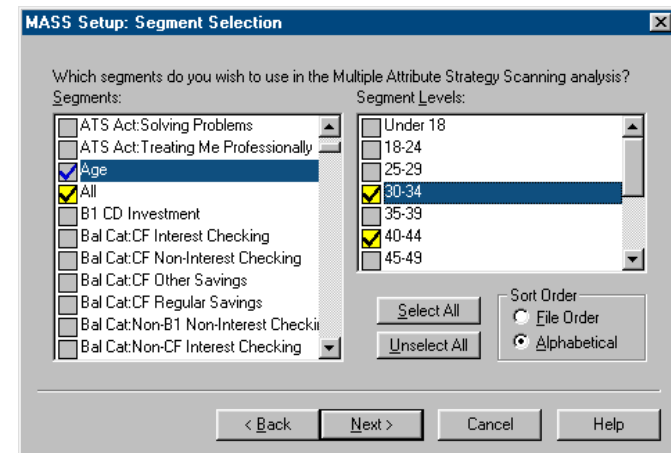 MASS Setup: Segment Selection
Which segments do you wish to use in the Multiple Attribute Strategy Scanning analysis?
Segments:
ATS Act:Solving Problems
ATS Act:Treating Me Professionally
Age
All
B1 CD Investment
Bal Cat:CF Interest Checking
Bal Cat:CF Non-Interest Checking
Bal Cat:CF Other Savings
Bal Cat:CF Regular Savings
Bal Cat:Non-B1 Non-Interest Checki
Bal Cat:Non-CF Interest Checking
Segment Levels:
Under 18
18-24
25-29
30-34
35-39
40-44
45-49
Select All
Unselect All
Sort Order
File Order
Alphabetical
< Back
Next >
Cancel
Help